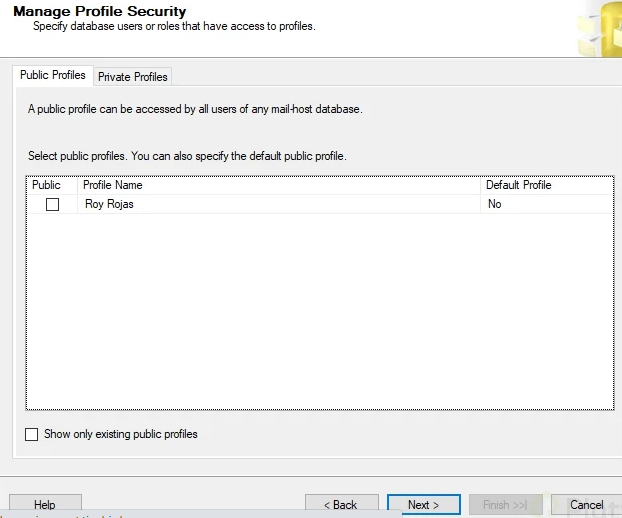 Manage Profile Security
Specify database users or roles that have access to profiles.
Public Profiles Private Profiles
A public profile can be accessed by all users of any mail-host database.
Select public profiles. You can also specify the default public profile.
Public Profile Name Default Profile
Roy Rojas No
Show only existing public profiles
Help < Back Next > Finish >>| Cancel